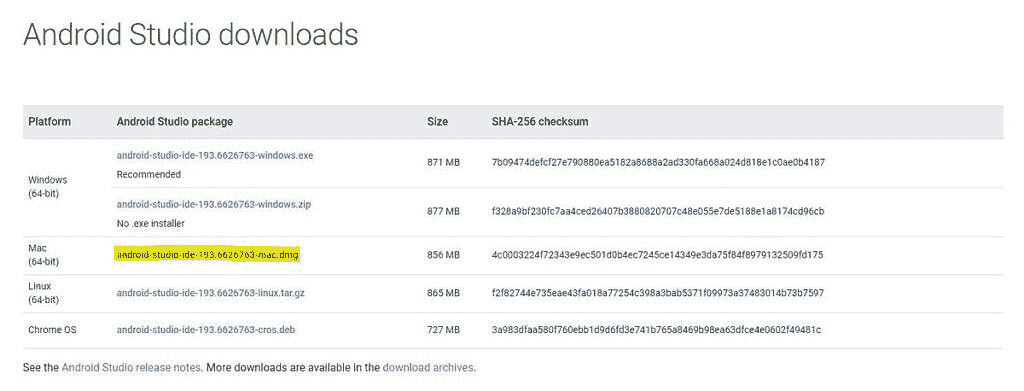 Android Studio downloads
Platform Android Studio package Size SHA-256 checksum
Windows (64-bit)
android-studio-ide-193.6626763-windows.exe 871 MB 7b09474defcf27e790880ea5182a8688a2ad330fa668a024d818e1c0ae0b4187
Recommended
android-studio-ide-193.6626763-windows.zip 877 MB f328a9bf230fc7aa4ced26407b3880820707c48e055e7de5188e1a8174cd96cb
No .exe installer
Mac (64-bit)
android-studio-ide-193.6626763-mac.dmg 856 MB 4c0003224f72343e9ec501d0b4ec7245ce14349e3da75f84f8979132509fd175
Linux (64-bit)
android-studio-ide-193.6626763-linux.tar.gz 865 MB f2f82744e735eae43fa018a77254c398a3bab5371f09973a37483014b73b7597
Chrome OS android-studio-ide-193.6626763-cros.deb 727 MB 3a983dfaa580f760ebb1d9d6fd3e741b765a8469b98ea63dfce4e0602f49481c
See the Android Studio release notes. More downloads are available in the download archives.